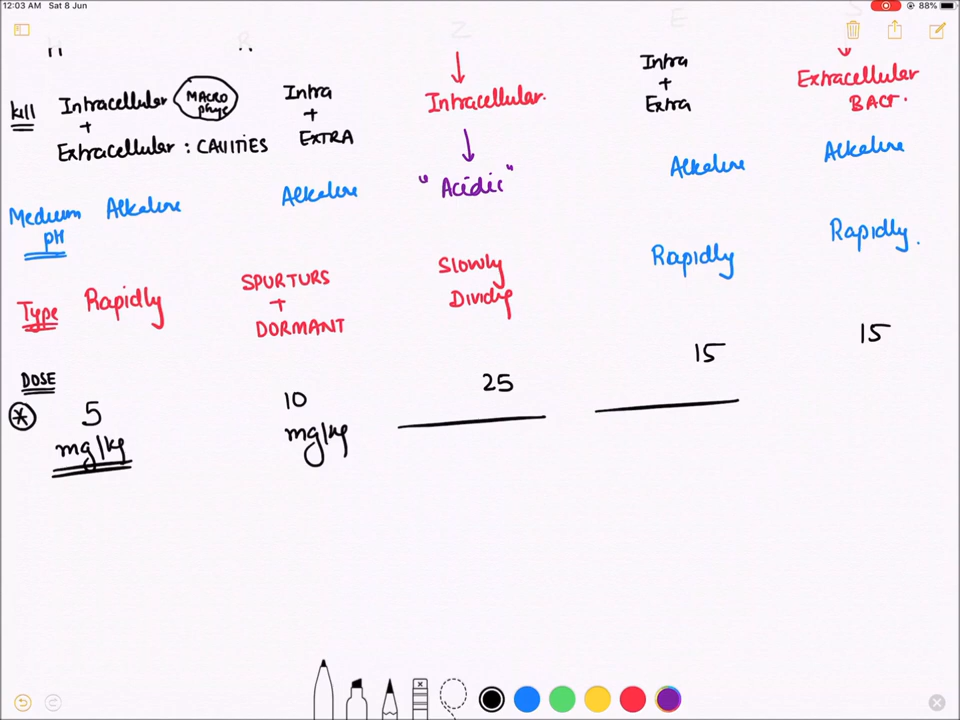 12:03 AM Sat 8 Jun
88%
Z E S
H R
kill Intracellular MACRO phage Intra Intracellular. Intra Extracellular
+ + + BACT.
Extracellular : CAVITIES EXTRA Extra
Medium pH Alkaline Alkaline "Acidic" Alkaline Alkaline
Type Rapidly SPURTURS Slowly Rapidly Rapidly.
+ Dividing
DORMANT
DOSE
* 5 10 25 15 15
mg/kg mg/kg